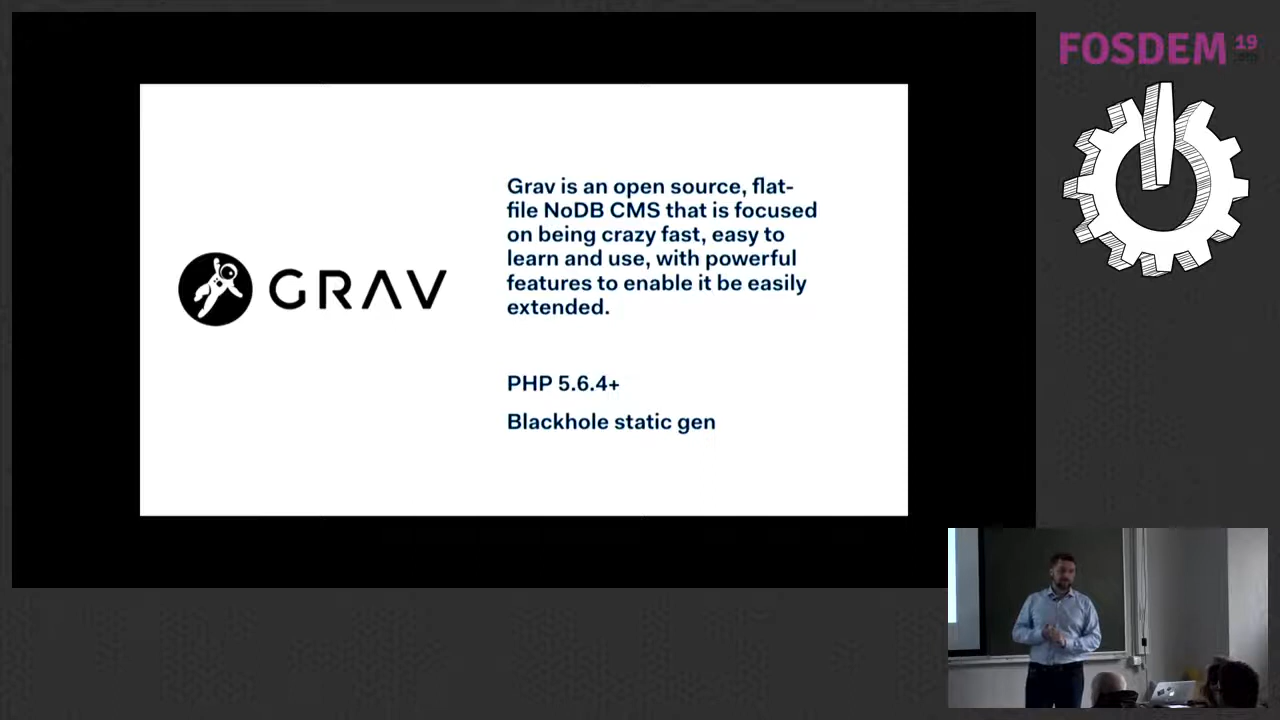 FOSDEM 19
.org
GRAV
Grav is an open source, flat-
file NoDB CMS that is focused
on being crazy fast, easy to
learn and use, with powerful
features to enable it be easily
extended.
PHP 5.6.4+
Blackhole static gen